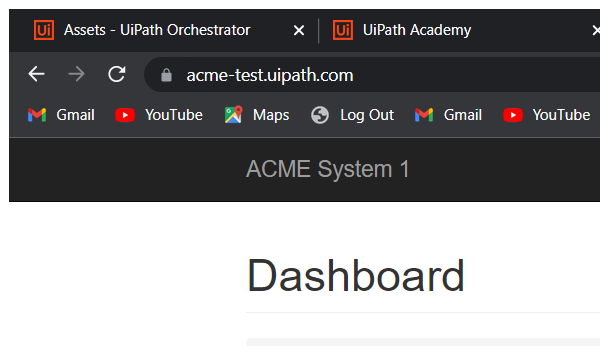 Ui Assets - UiPath Orchestrator Ui UiPath Academy
acme-test.uipath.com
Gmail YouTube Maps Log Out Gmail YouTube
ACME System 1
Dashboard